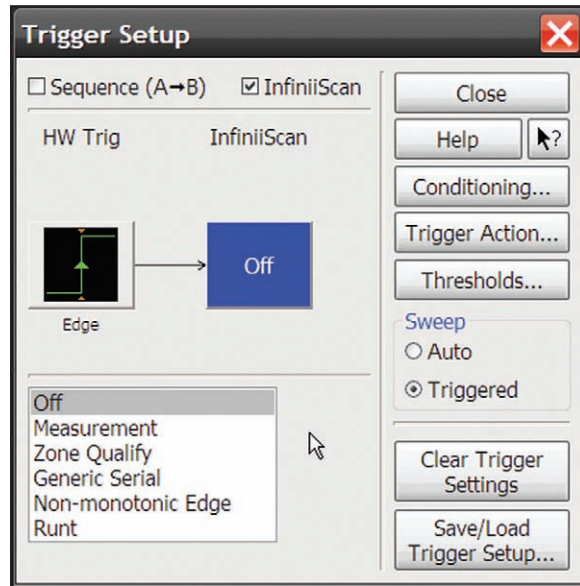 Trigger Setup
Sequence (A→B) InfiniiScan
HW Trig InfiniiScan
Off
Edge
Off
Measurement
Zone Qualify
Generic Serial
Non-monotonic Edge
Runt
Close
Help ?
Conditioning...
Trigger Action...
Thresholds...
Sweep
Auto
Triggered
Clear Trigger
Settings
Save/Load
Trigger Setup...